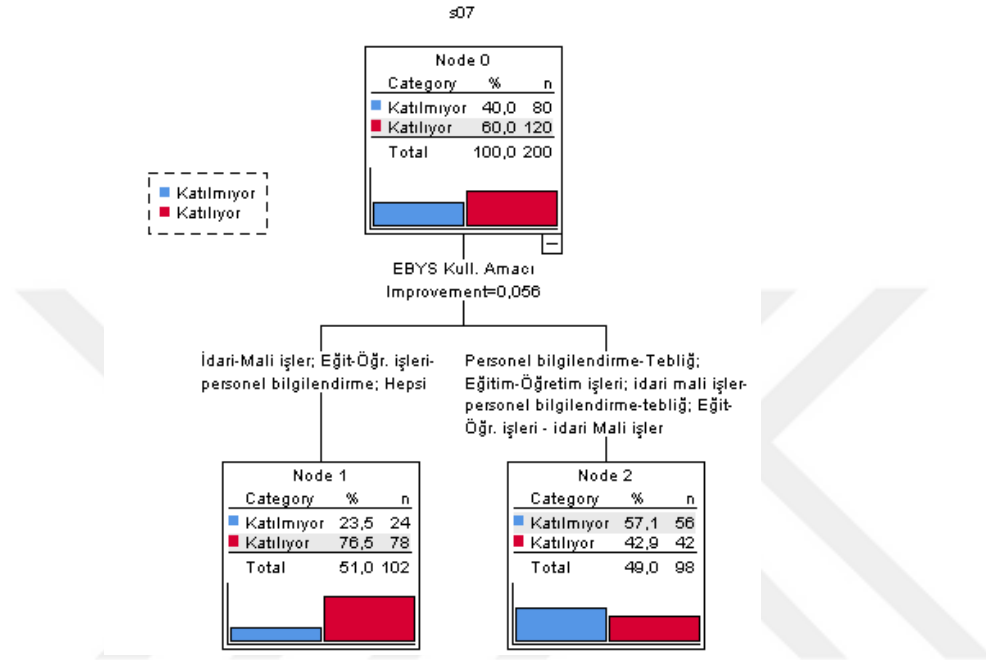 s07
Node 0
Category % n
Katılmıyor 40,0 80
Katılıyor 60,0 120
Total 100,0 200
Katılmıyor
Katılıyor
EBYS Kull. Amacı
Improvement=0,056
İdari-Mali işler; Eğit-Öğr. işleri-
personel bilgilendirme; Hepsi
Personel bilgilendirme-Tebliğ;
Eğitim-Öğretim işleri; idari mali işler-
personel bilgilendirme-tebliğ; Eğit-
Öğr. işleri - idari Mali işler
Node 1
Category % n
Katılmıyor 23,5 24
Katılıyor 76,5 78
Total 51,0 102
Node 2
Category % n
Katılmıyor 57,1 56
Katılıyor 42,9 42
Total 49,0 98